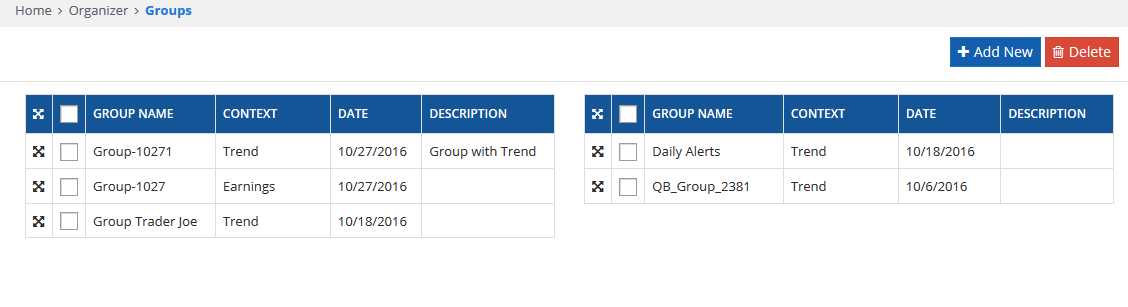 Home > Organizer > Groups
Add New Delete
GROUP NAME CONTEXT DATE DESCRIPTION
Group-10271 Trend 10/27/2016 Group with Trend
Group-1027 Earnings 10/27/2016
Group Trader Joe Trend 10/18/2016
GROUP NAME CONTEXT DATE DESCRIPTION
Daily Alerts Trend 10/18/2016
QB_Group_2381 Trend 10/6/2016